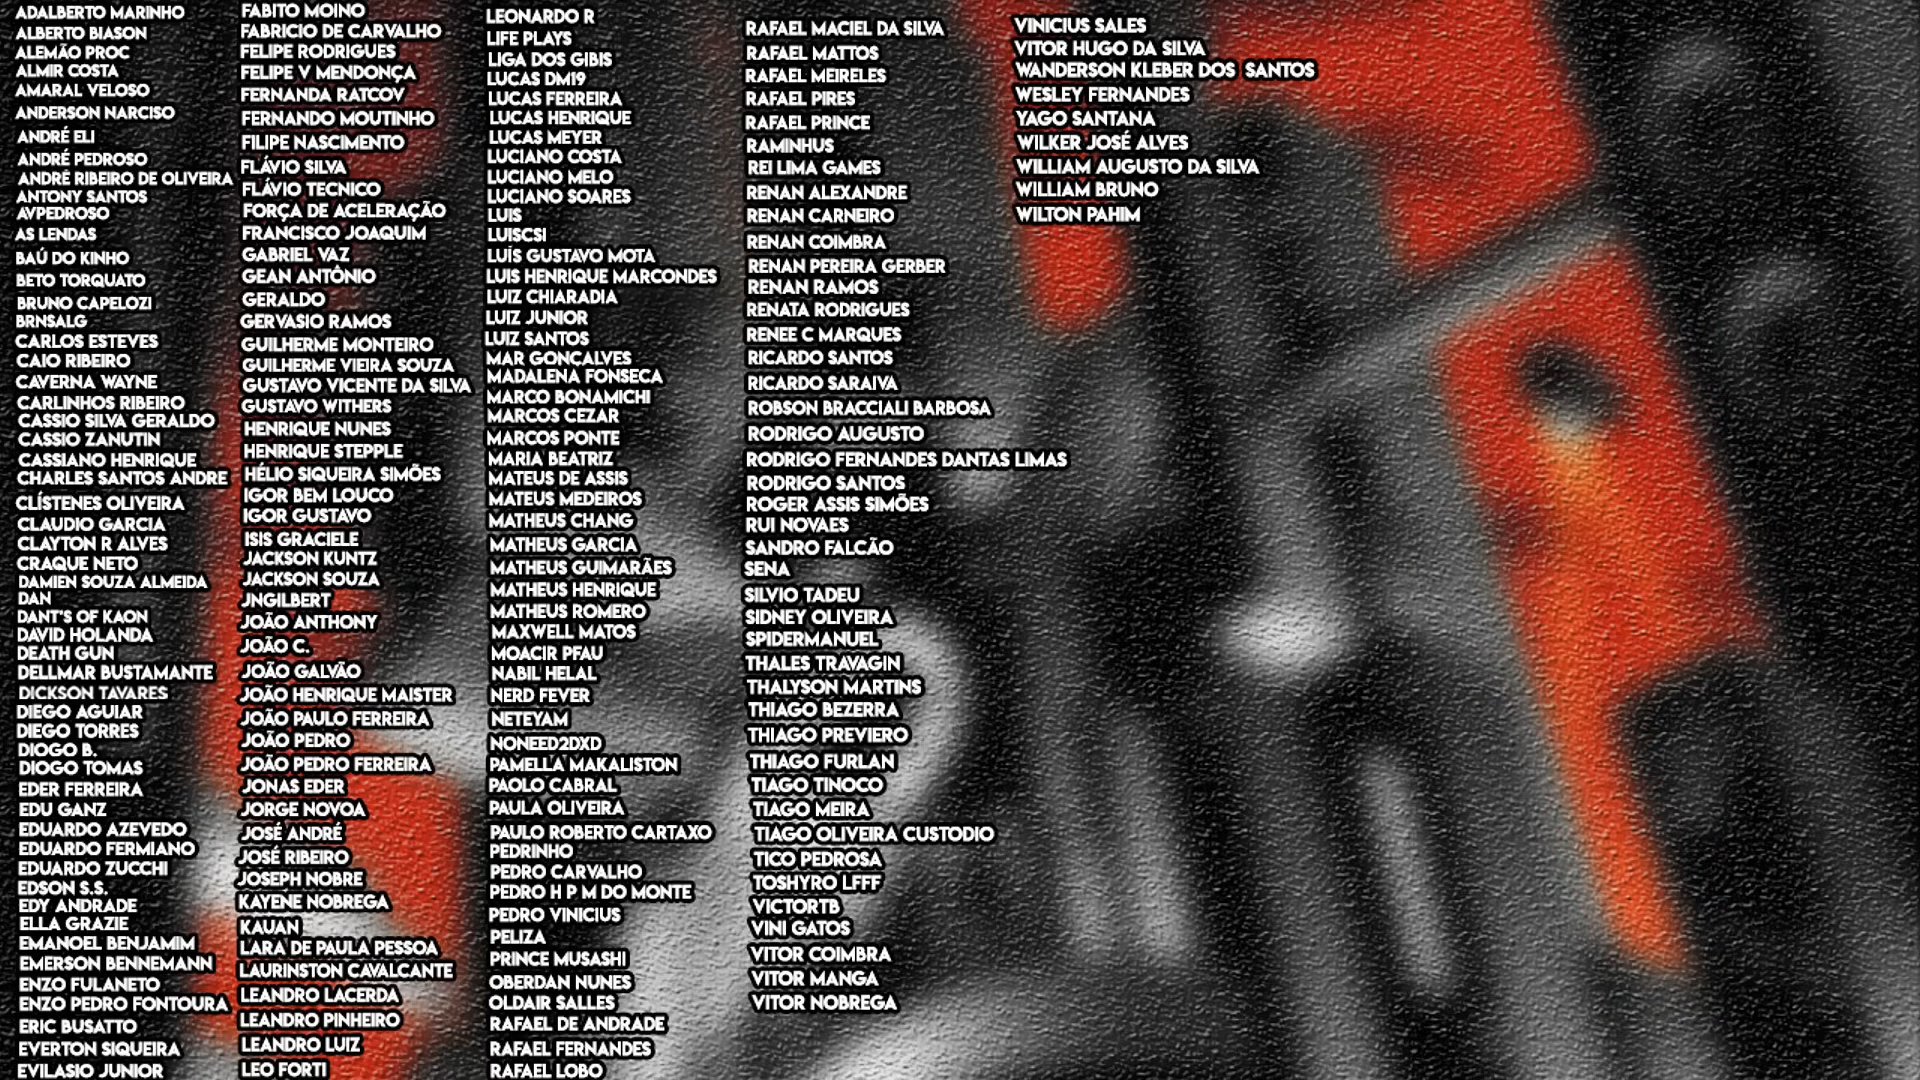 ADALBERTO MARINHO
ALBERTO BIASON
ALEMÃO PROC
ALMIR COSTA
AMARAL VELOSO
ANDERSON NARCISO
ANDRÉ ELI
ANDRÉ PEDROSO
ANDRÉ RIBEIRO DE OLIVEIRA
ANTONY SANTOS
AVPEDROSO
AS LENDAS
BAÚ DO KINHO
BETO TORQUATO
BRUNO CAPELOZI
BRNSALG
CARLOS ESTEVES
CAIO RIBEIRO
CAVERNA WAYNE
CARLINHOS RIBEIRO
CASSIO SILVA GERALDO
CASSIO ZANUTIN
CASSIANO HENRIQUE
CHARLES SANTOS ANDRE
CLÍSTENES OLIVEIRA
CLAUDIO GARCIA
CLAYTON R ALVES
CRAQUE NETO
DAMIEN SOUZA ALMEIDA
DAN
DANT'S OF KAON
DAVID HOLANDA
DEATH GUN
DELLMAR BUSTAMANTE
DICKSON TAVARES
DIEGO AGUIAR
DIEGO TORRES
DIOGO B.
DIOGO TOMAS
EDER FERREIRA
EDU GANZ
EDUARDO AZEVEDO
EDUARDO FERMIANO
EDUARDO ZUCCHI
EDSON S.S.
EDY ANDRADE
ELLA GRAZIE
EMANOEL BENJAMIM
EMERSON BENNEMANN
ENZO FULANETO
ENZO PEDRO FONTOURA
ERIC BUSATTO
EVERTON SIQUEIRA
EVILASIO JUNIOR
FABITO MOINO
FABRICIO DE CARVALHO
FELIPE RODRIGUES
FELIPE V MENDONÇA
FERNANDA RATCOV
FERNANDO MOUTINHO
FILIPE NASCIMENTO
FLÁVIO SILVA
FLÁVIO TECNICO
FORÇA DE ACELERAÇÃO
FRANCISCO JOAQUIM
GABRIEL VAZ
GEAN ANTÔNIO
GERALDO
GERVASIO RAMOS
GUILHERME MONTEIRO
GUILHERME VIEIRA SOUZA
GUSTAVO VICENTE DA SILVA
GUSTAVO WITHERS
HENRIQUE NUNES
HENRIQUE STEPPLE
HÉLIO SIQUEIRA SIMÕES
IGOR BEM LOUCO
IGOR GUSTAVO
ISIS GRACIELE
JACKSON KUNTZ
JACKSON SOUZA
JNGILBERT
JOÃO ANTHONY
JOÃO C.
JOÃO GALVÃO
JOÃO HENRIQUE MAISTER
JOÃO PAULO FERREIRA
JOÃO PEDRO
JOÃO PEDRO FERREIRA
JONAS EDER
JORGE NOVOA
JOSÉ ANDRÉ
JOSÉ RIBEIRO
JOSEPH NOBRE
KAYENE NOBREGA
KAUAN
LARA DE PAULA PESSOA
LAURINSTON CAVALCANTE
LEANDRO LACERDA
LEANDRO PINHEIRO
LEANDRO LUIZ
LEO FORTI
LEONARDO R
LIFE PLAYS
LIGA DOS GIBIS
LUCAS DM19
LUCAS FERREIRA
LUCAS HENRIQUE
LUCAS MEYER
LUCIANO COSTA
LUCIANO MELO
LUCIANO SOARES
LUIS
LUISCSI
LUÍS GUSTAVO MOTA
LUIS HENRIQUE MARCONDES
LUIZ CHIARADIA
LUIZ JUNIOR
LUIZ SANTOS
MAR GONÇALVES
MADALENA FONSECA
MARCO BONAMICHI
MARCOS CEZAR
MARCOS PONTE
MARIA BEATRIZ
MATEUS DE ASSIS
MATEUS MEDEIROS
MATHEUS CHANG
MATHEUS GARCIA
MATHEUS GUIMARÃES
MATHEUS HENRIQUE
MATHEUS ROMERO
MAXWELL MATOS
MOACIR PFAU
NABIL HELAL
NERD FEVER
NETEYAM
NONEED2DXD
PAMELLA MAKALISTON
PAOLO CABRAL
PAULA OLIVEIRA
PAULO ROBERTO CARTAXO
PEDRINHO
PEDRO CARVALHO
PEDRO H P M DO MONTE
PEDRO VINICIUS
PELIZA
PRINCE MUSASHI
OBERDAN NUNES
OLDAIR SALLES
RAFAEL DE ANDRADE
RAFAEL FERNANDES
RAFAEL LOBO
RAFAEL MACIEL DA SILVA
RAFAEL MATTOS
RAFAEL MEIRELES
RAFAEL PIRES
RAFAEL PRINCE
RAMINHUS
REI LIMA GAMES
RENAN ALEXANDRE
RENAN CARNEIRO
RENAN COIMBRA
RENAN PEREIRA GERBER
RENAN RAMOS
RENATA RODRIGUES
RENEE C MARQUES
RICARDO SANTOS
RICARDO SARAIVA
ROBSON BRACCIALI BARBOSA
RODRIGO AUGUSTO
RODRIGO FERNANDES DANTAS LIMAS
RODRIGO SANTOS
ROGER ASSIS SIMÕES
RUI NOVAES
SANDRO FALCÃO
SENA
SILVIO TADEU
SIDNEY OLIVEIRA
SPIDERMANUEL
THALES TRAVAGIN
THALYSON MARTINS
THIAGO BEZERRA
THIAGO PREVIERO
THIAGO FURLAN
TIAGO TINOCO
TIAGO MEIRA
TIAGO OLIVEIRA CUSTODIO
TICO PEDROSA
TOSHYRO LFFF
VICTORTB
VINI GATOS
VITOR COIMBRA
VITOR MANGA
VITOR NOBREGA
VINICIUS SALES
VITOR HUGO DA SILVA
WANDERSON KLEBER DOS SANTOS
WESLEY FERNANDES
YAGO SANTANA
WILKER JOSÉ ALVES
WILLIAM AUGUSTO DA SILVA
WILLIAM BRUNO
WILTON PAHIM